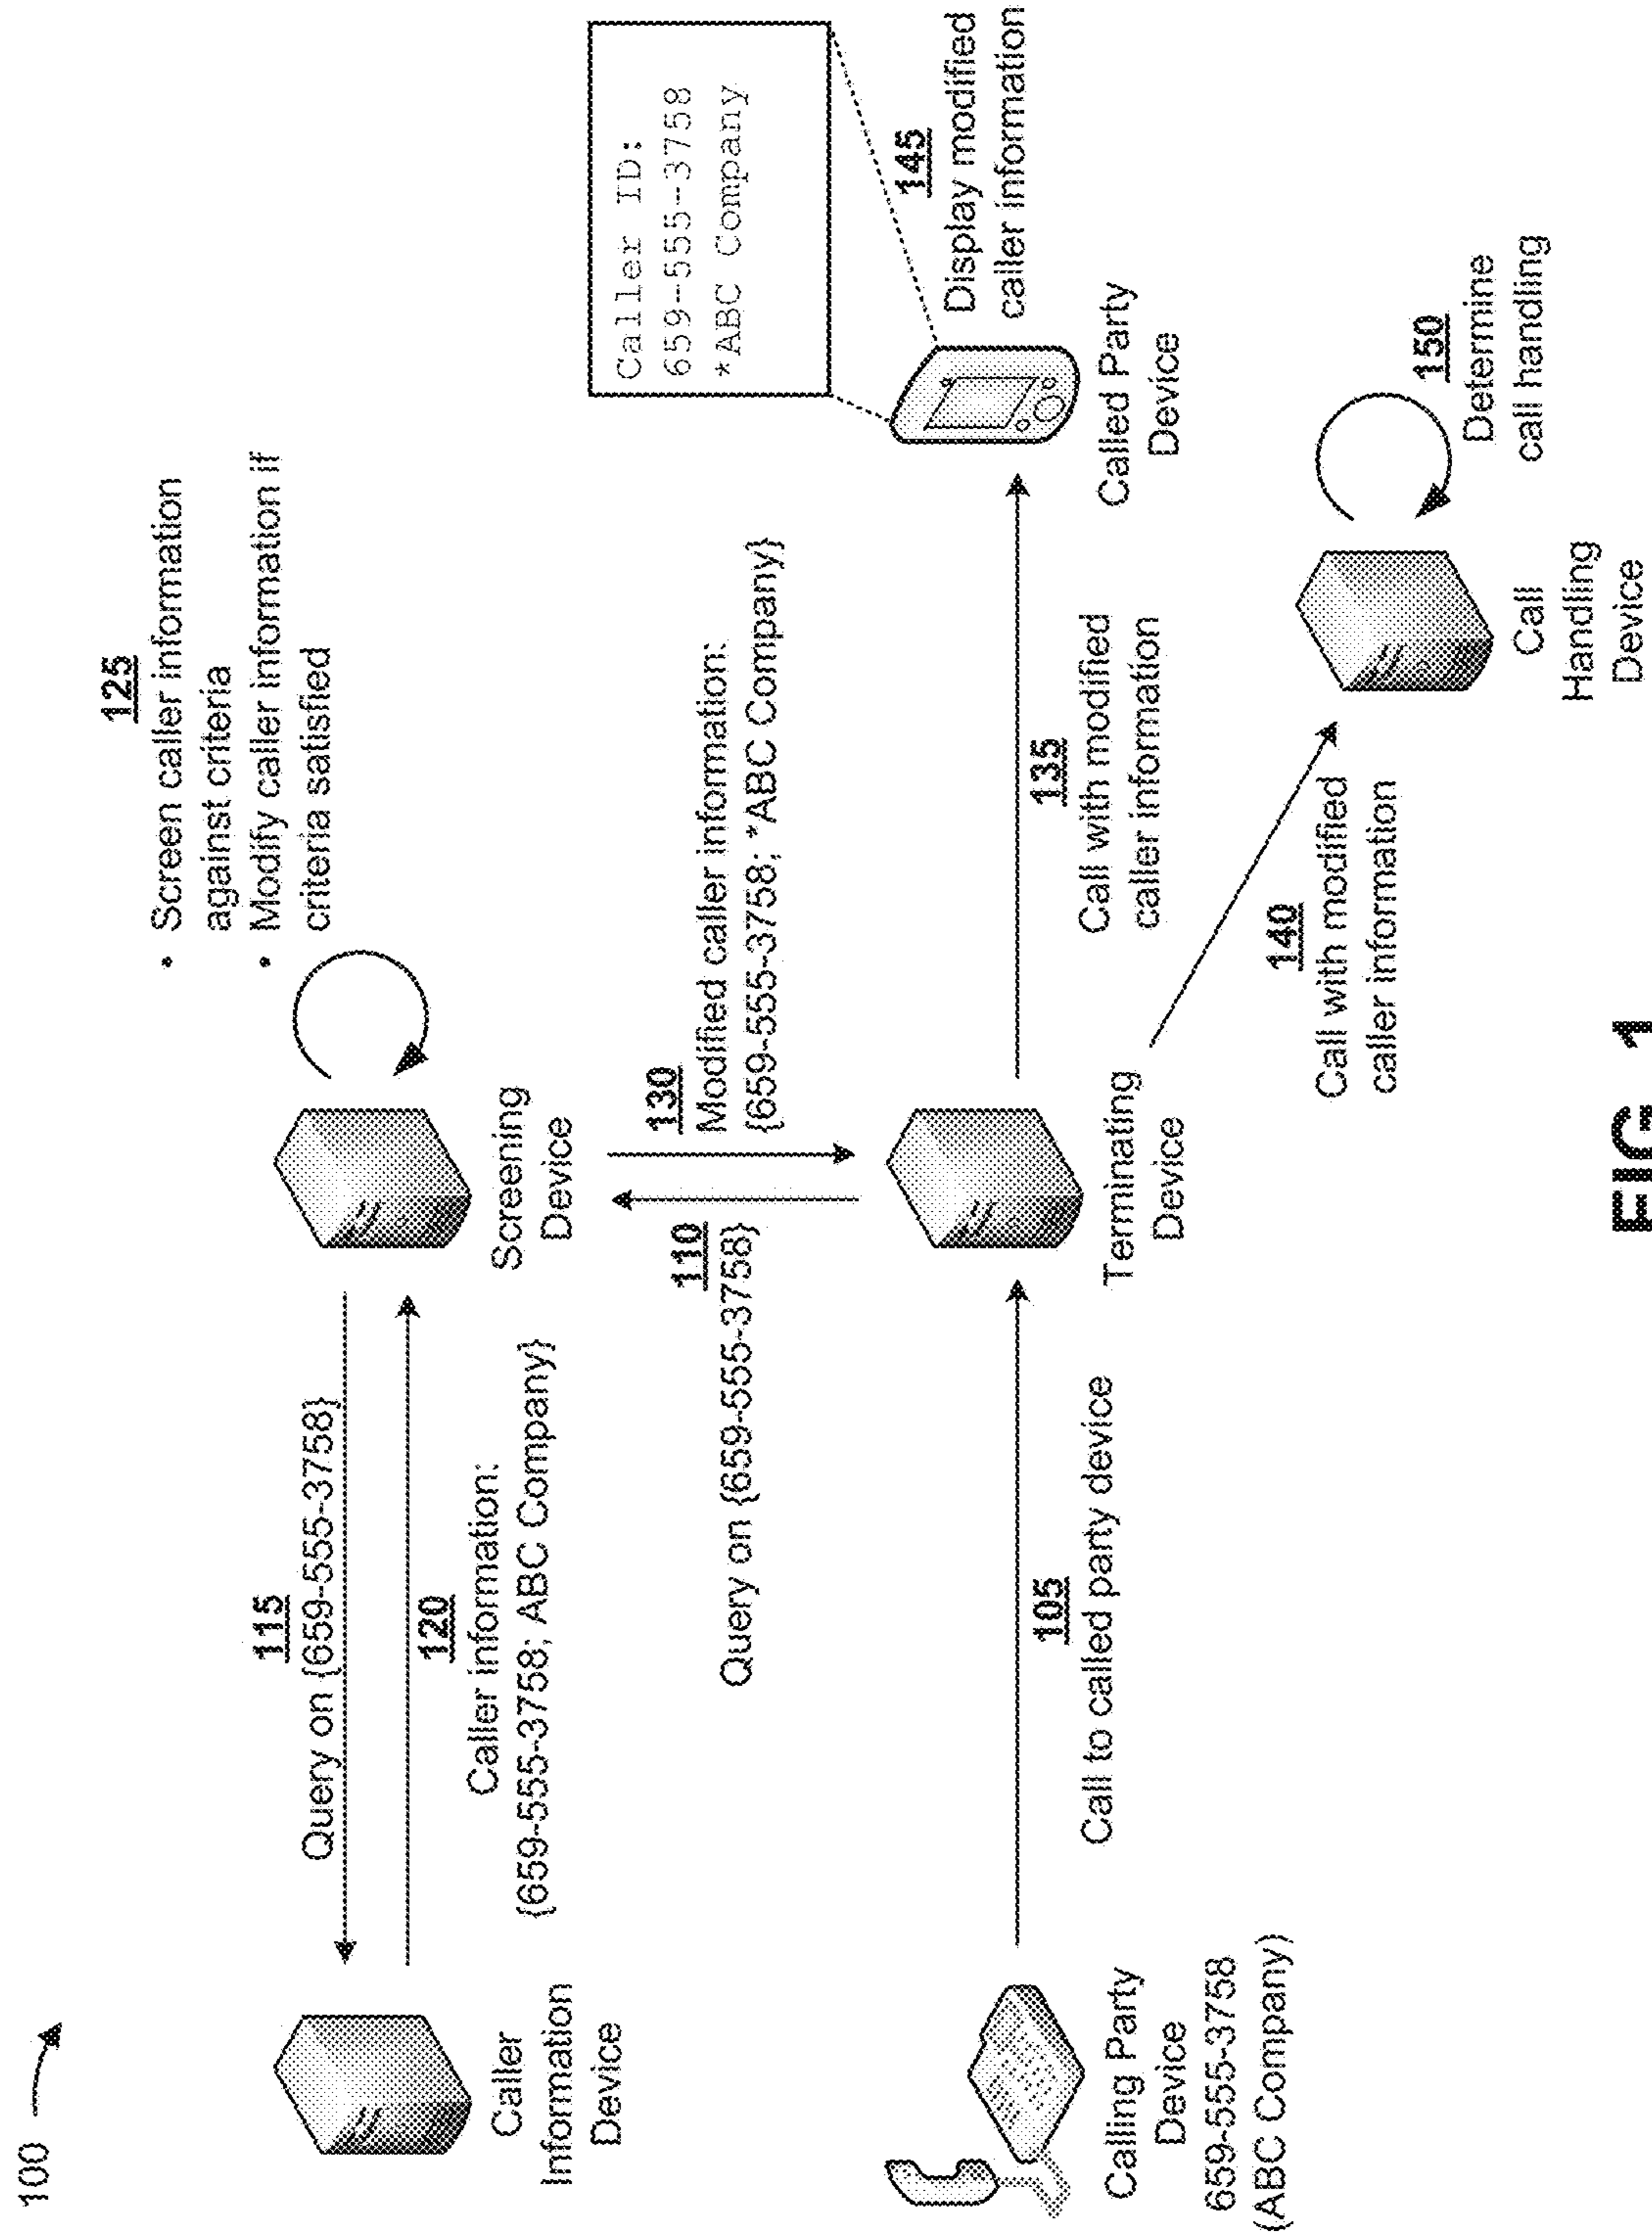 100
125
• Screen caller information
against criteria
• Modify caller information if
criteria satisfied
115
Query on {659-555-3758}
120
Caller information:
{659-555-3758; ABC Company}
Caller
Information
Device
Screening
Device
110
Query on {659-555-3758}
130
Modified caller information:
{659-555-3758; *ABC Company}
Caller ID:
659-555-3758
*ABC Company
145
Display modified
caller information
105
Call to called party device
Calling Party
Device
659-555-3758
(ABC Company)
Terminating
Device
135
Call with modified
caller information
Called Party
Device
140
Call with modified
caller information
150
Determine
call handling
Call
Handling
Device
FIG. 1